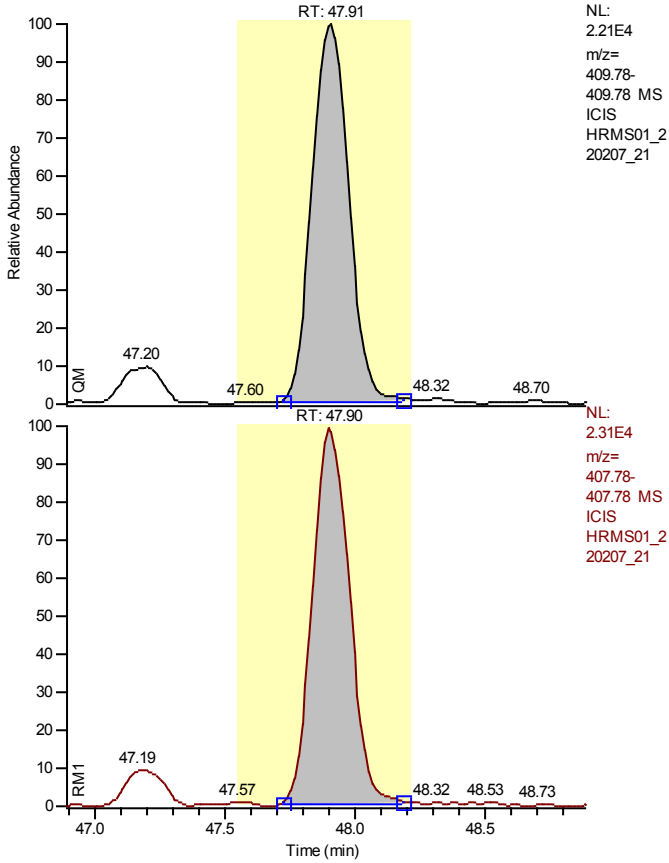 RT: 47.91
NL:
2.21E4
m/z=
409.78-
409.78 MS
ICIS
HRMS01_2
20207_21
100
90
80
70
60
50
40
30
20
10
0
Relative Abundance
QM
47.20
47.60
48.32
48.70
RT: 47.90
NL:
2.31E4
m/z=
407.78-
407.78 MS
ICIS
HRMS01_2
20207_21
100
90
80
70
60
50
40
30
20
10
0
RM1
47.19
47.57
48.32
48.53
48.73
47.0
47.5
48.0
48.5
Time (min)